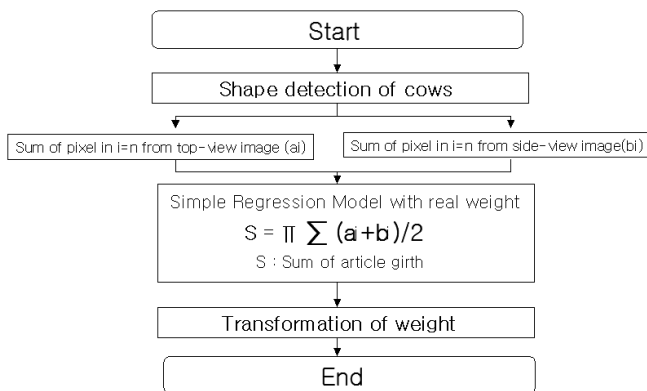 Start
Shape detection of cows
Sum of pixel in i=n from top-view image (ai)
Sum of pixel in i=n from side-view image(bi)
Simple Regression Model with real weight
S = π ∑ (ai+bi)/2
S : Sum of article girth
Transformation of weight
End